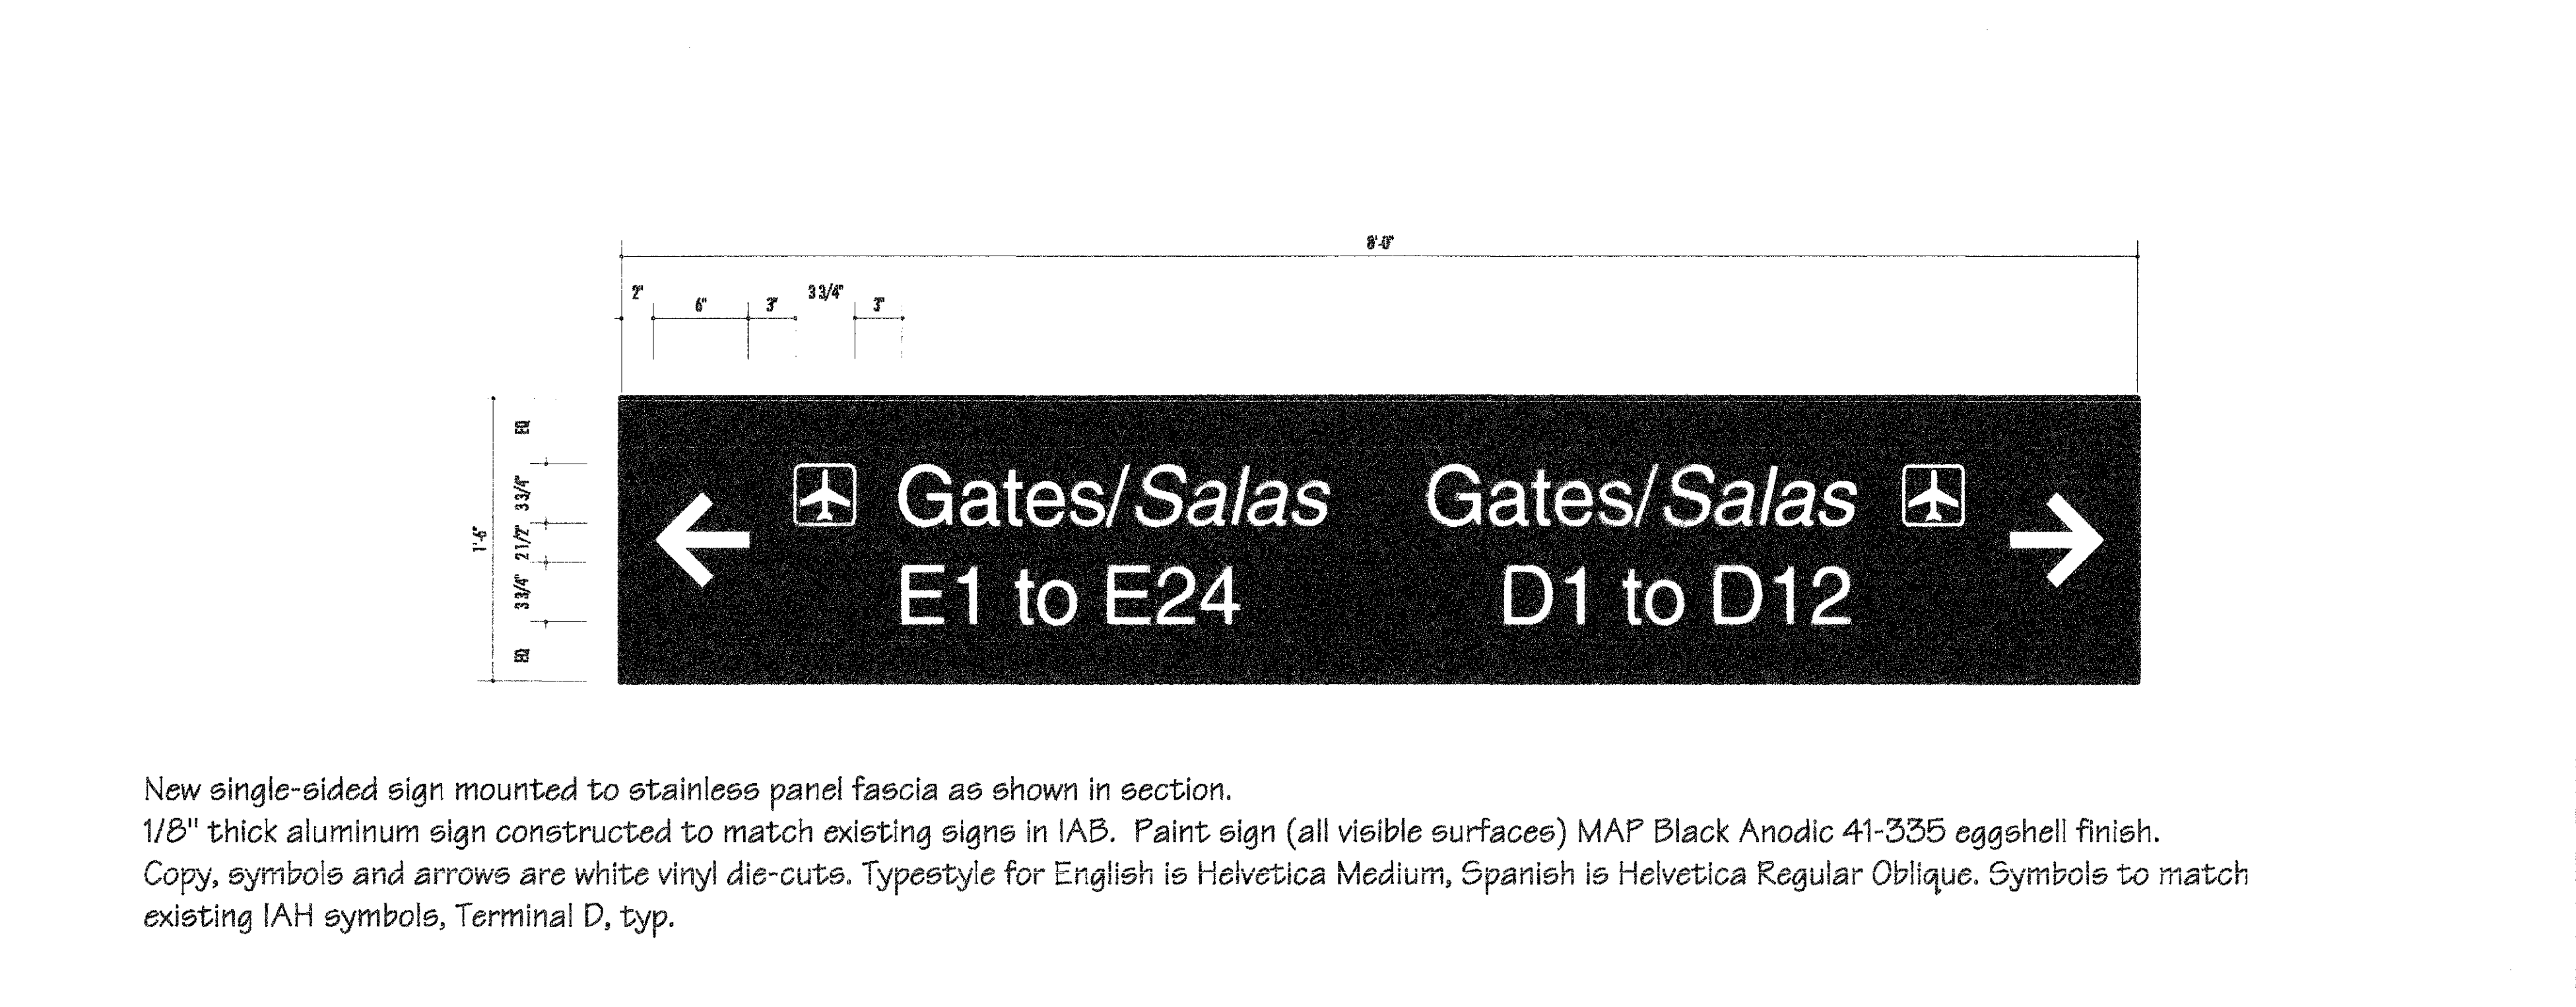 8'-0"
2" 6" 3" 3 3/4" 3"
1'-6"
EQ
3 3/4"
2 1/2"
3 3/4"
EQ
Gates/Salas Gates/Salas
E1 to E24 D1 to D12
New single-sided sign mounted to stainless panel fascia as shown in section.
1/8" thick aluminum sign constructed to match existing signs in IAB. Paint sign (all visible surfaces) MAP Black Anodic 41-335 eggshell finish.
Copy, symbols and arrows are white vinyl die-cuts. Typestyle for English is Helvetica Medium, Spanish is Helvetica Regular Oblique. Symbols to match
existing IAH symbols, Terminal D, typ.